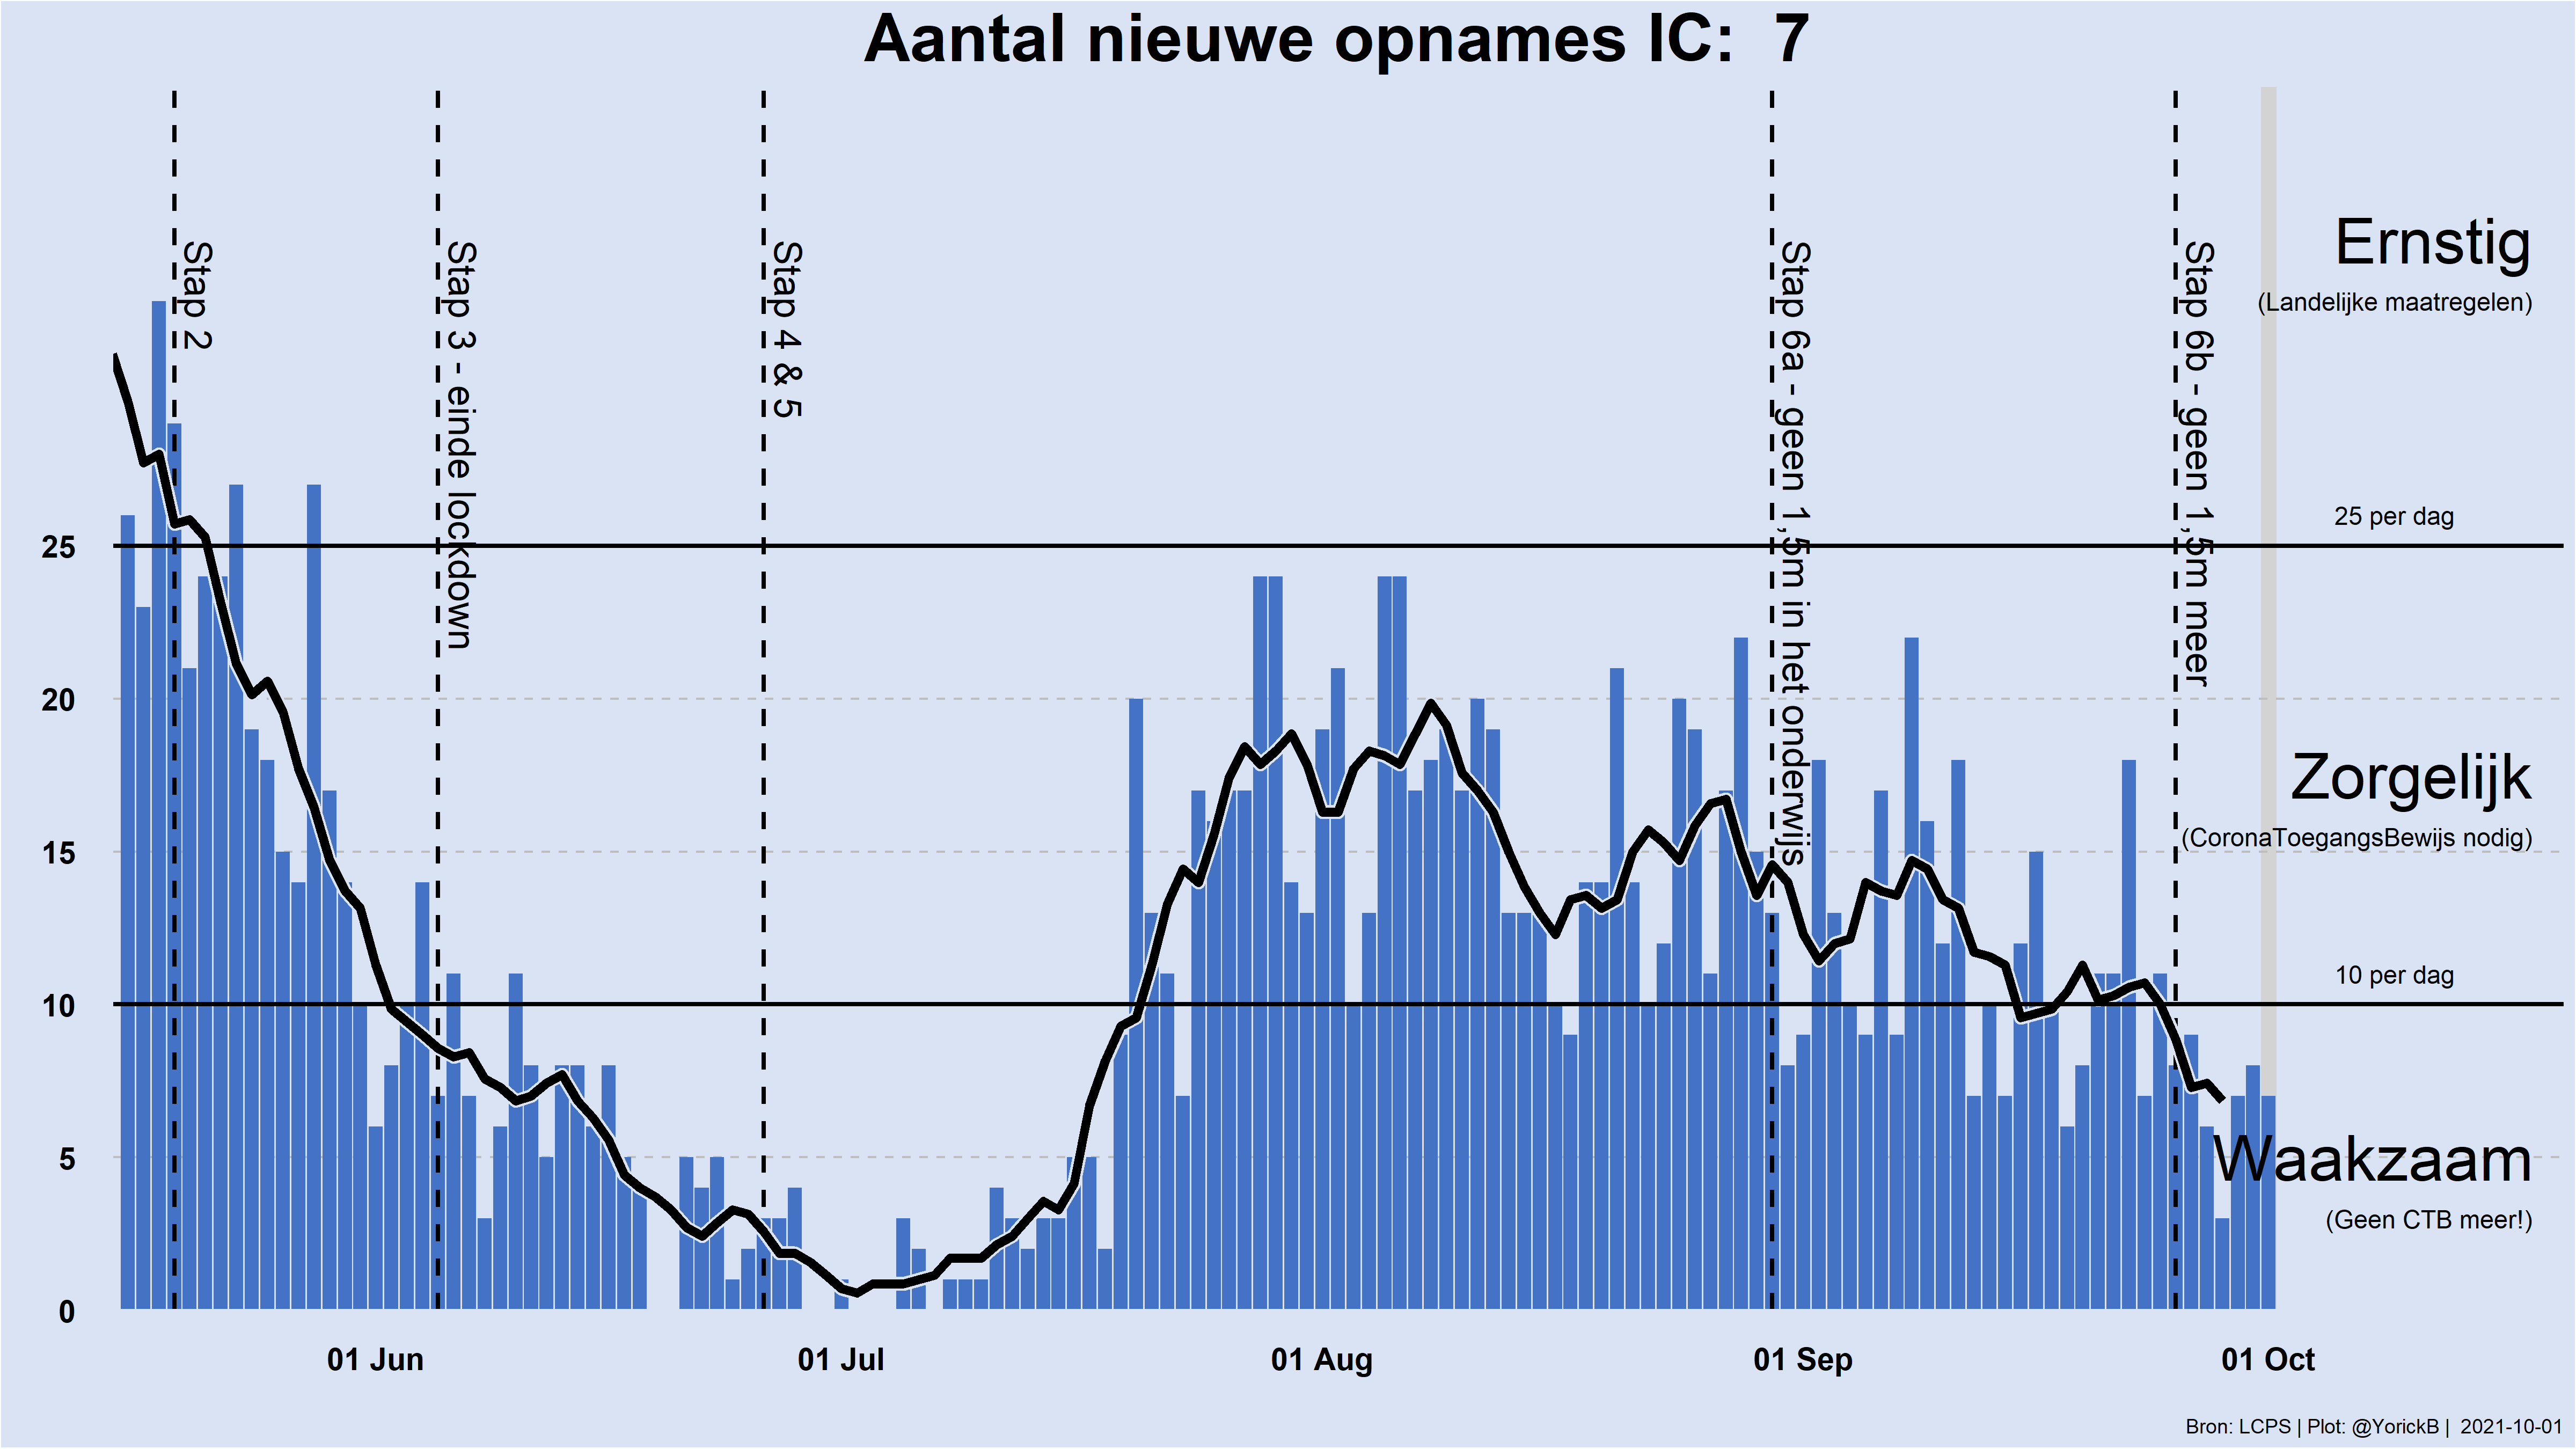 Aantal nieuwe opnames IC:  7
Stap 2
Stap 3 - einde lockdown
Stap 4 & 5
Stap 6a - geen 1,5m in het onderwijs
Stap 6b - geen 1,5m meer
Ernstig
(Landelijke maatregelen)
25 per dag
Zorgelijk
(CoronaToegangsBewijs nodig)
10 per dag
Waakzaam
(Geen CTB meer!)
25
20
15
10
5
0
01 Jun
01 Jul
01 Aug
01 Sep
01 Oct
Bron: LCPS | Plot: @YorickB |  2021-10-01